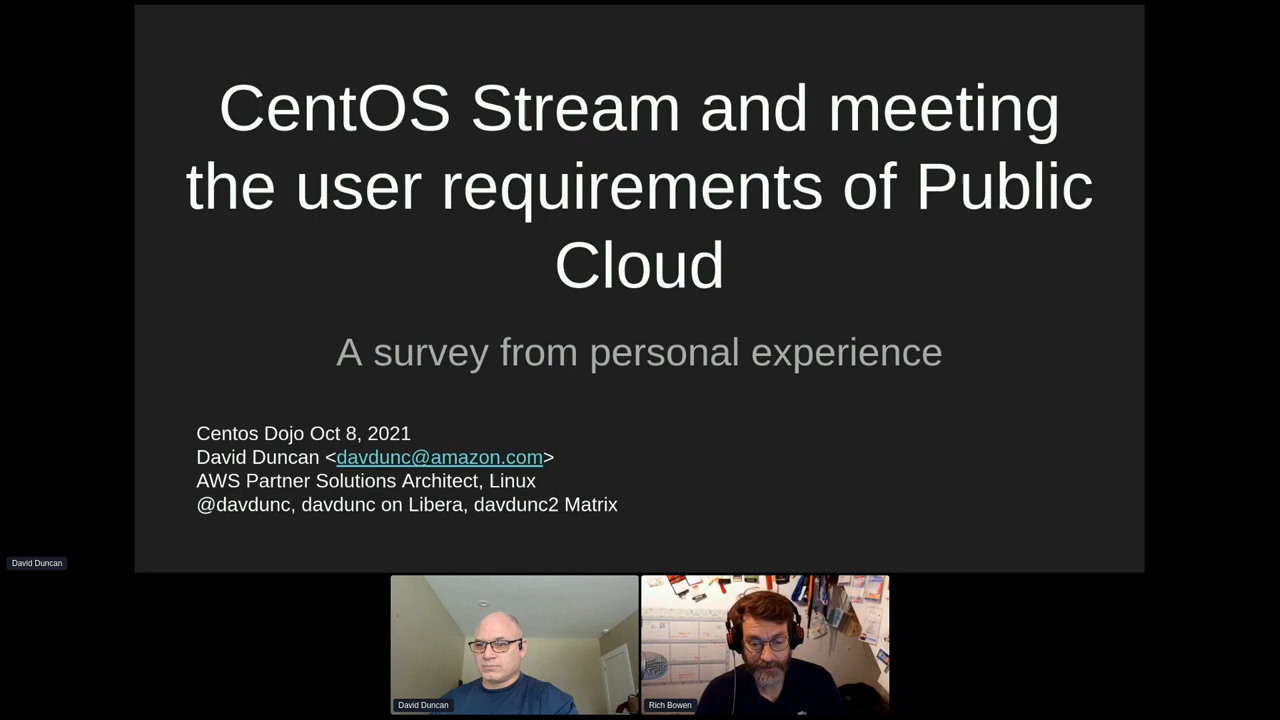 CentOS Stream and meeting
the user requirements of Public
Cloud
A survey from personal experience
Centos Dojo Oct 8, 2021
David Duncan <davdunc@amazon.com>
AWS Partner Solutions Architect, Linux
@davdunc, davdunc on Libera, davdunc2 Matrix
David Duncan
David Duncan
Rich Bowen